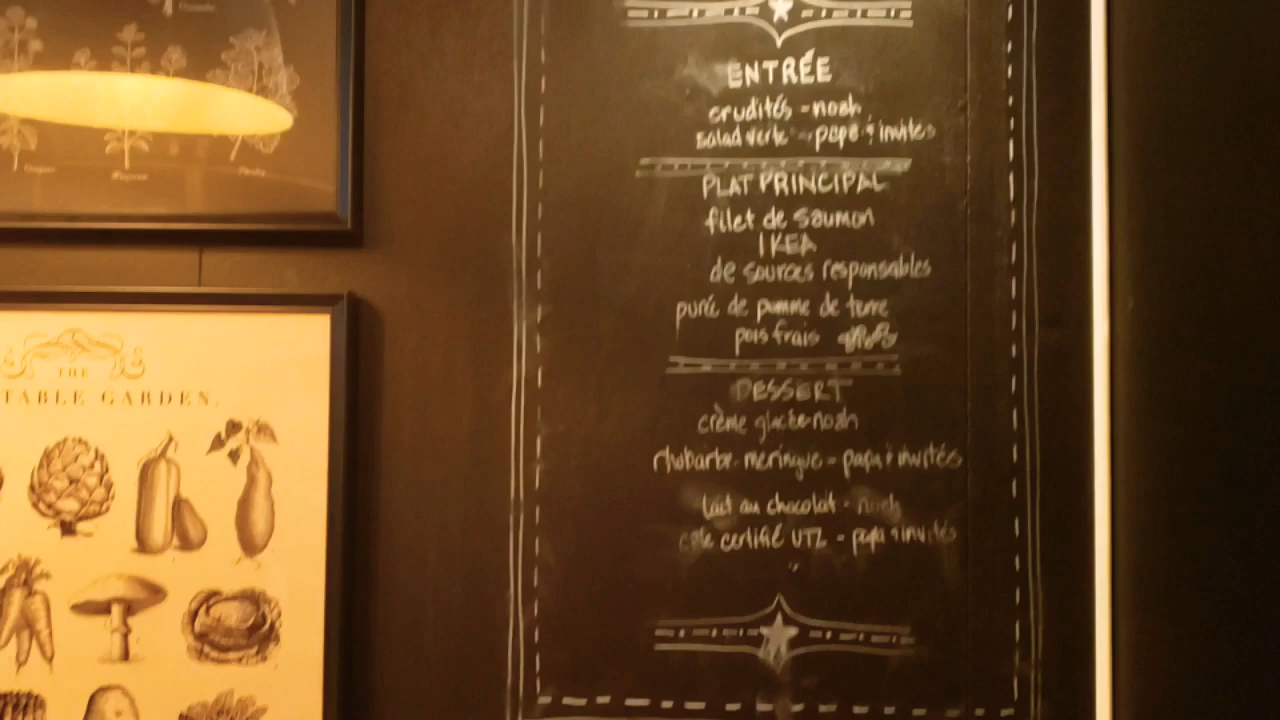 ENTRÉE
crudités - noah
salad verte - papa & invités
PLAT PRINCIPAL
filet de saumon
IKEA
de sources responsables
purée de pomme de terre
pois frais
DESSERT
crème glacée - noah
rhubarbe - meringue - papa & invités
lait au chocolat - noah
café certifié UTZ - papa & invités
THE
TABLE GARDEN.